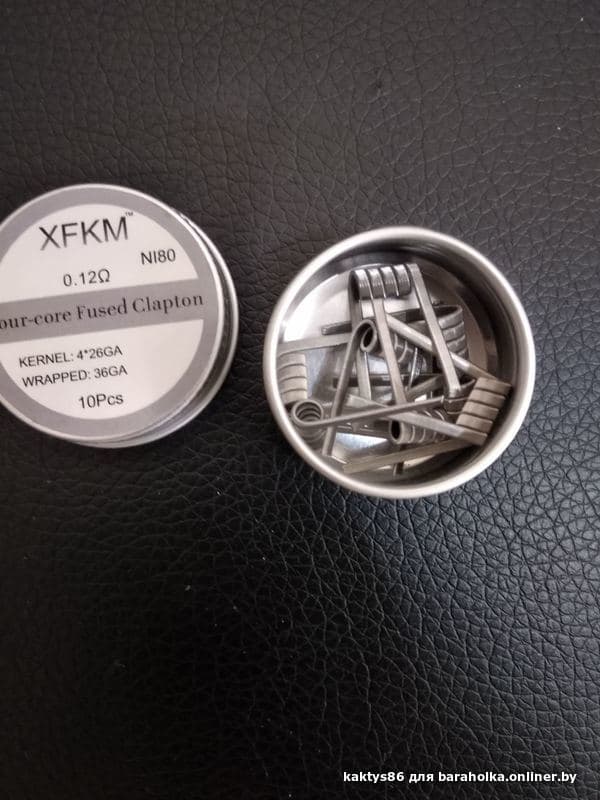 XFKM™
NI80
0.12Ω
our-core Fused Clapton
KERNEL: 4*26GA
WRAPPED: 36GA
10Pcs
kaktys86 для baraholka.onliner.by